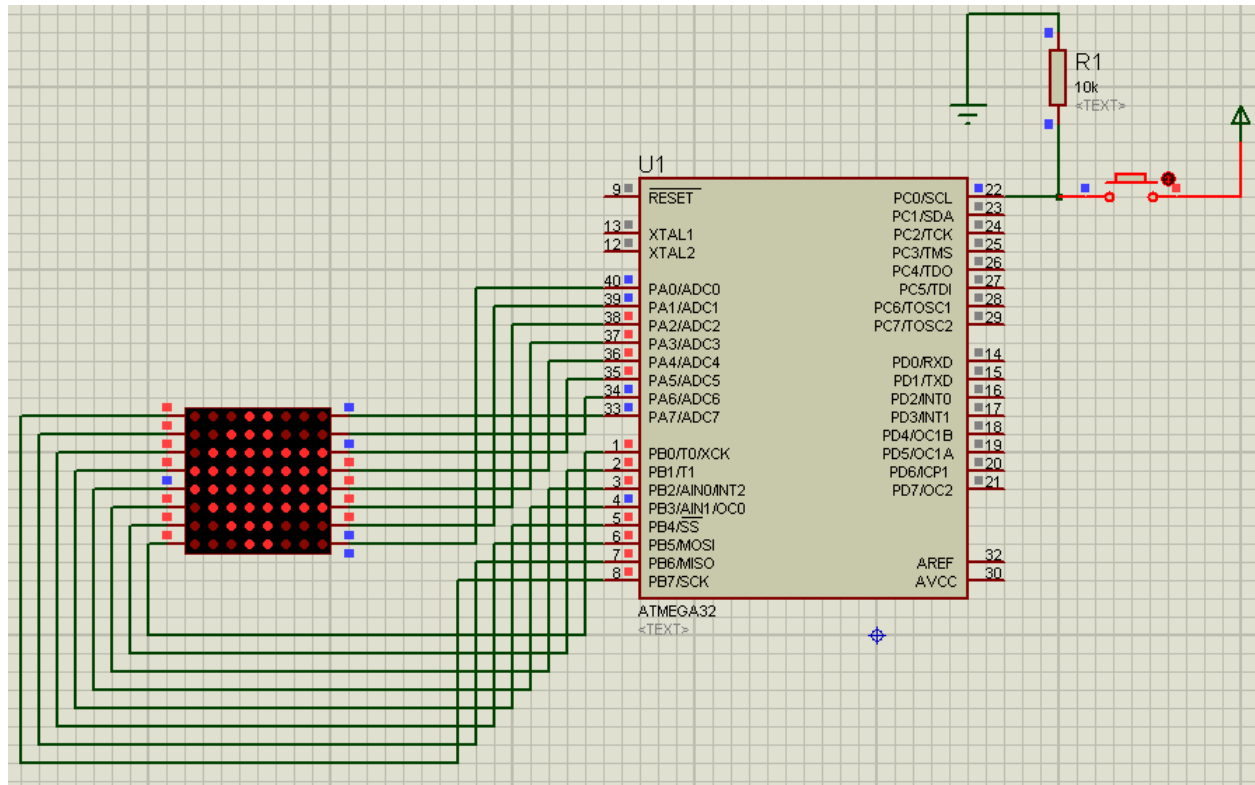 R1
10k
<TEXT>
U1
9 RESET
13 XTAL1
12 XTAL2
40 PA0/ADC0
39 PA1/ADC1
38 PA2/ADC2
37 PA3/ADC3
36 PA4/ADC4
35 PA5/ADC5
34 PA6/ADC6
33 PA7/ADC7
1 PB0/T0/XCK
2 PB1/T1
3 PB2/AIN0/INT2
4 PB3/AIN1/OC0
5 PB4/SS
6 PB5/MOSI
7 PB6/MISO
8 PB7/SCK
PC0/SCL 22
PC1/SDA 23
PC2/TCK 24
PC3/TMS 25
PC4/TDO 26
PC5/TDI 27
PC6/TOSC1 28
PC7/TOSC2 29
PD0/RXD 14
PD1/TXD 15
PD2/INT0 16
PD3/INT1 17
PD4/OC1B 18
PD5/OC1A 19
PD6/ICP1 20
PD7/OC2 21
AREF 32
AVCC 30
ATMEGA32
<TEXT>